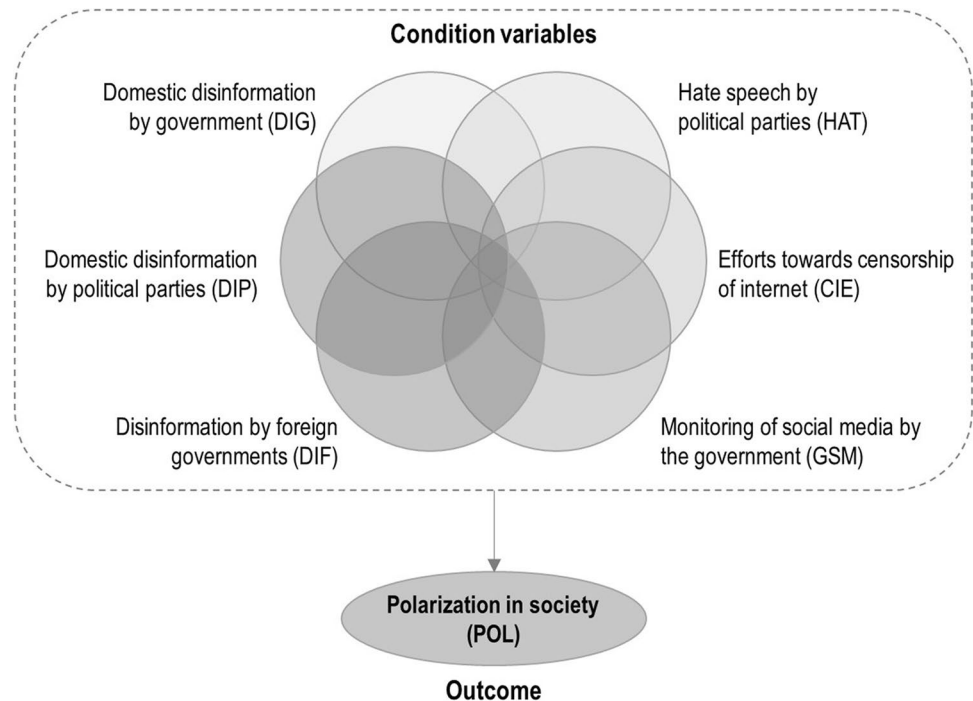 Condition variables
Domestic disinformation
by government (DIG)
Hate speech by
political parties (HAT)
Domestic disinformation
by political parties (DIP)
Efforts towards censorship
of internet (CIE)
Disinformation by foreign
governments (DIF)
Monitoring of social media by
the government (GSM)
Polarization in society
(POL)
Outcome